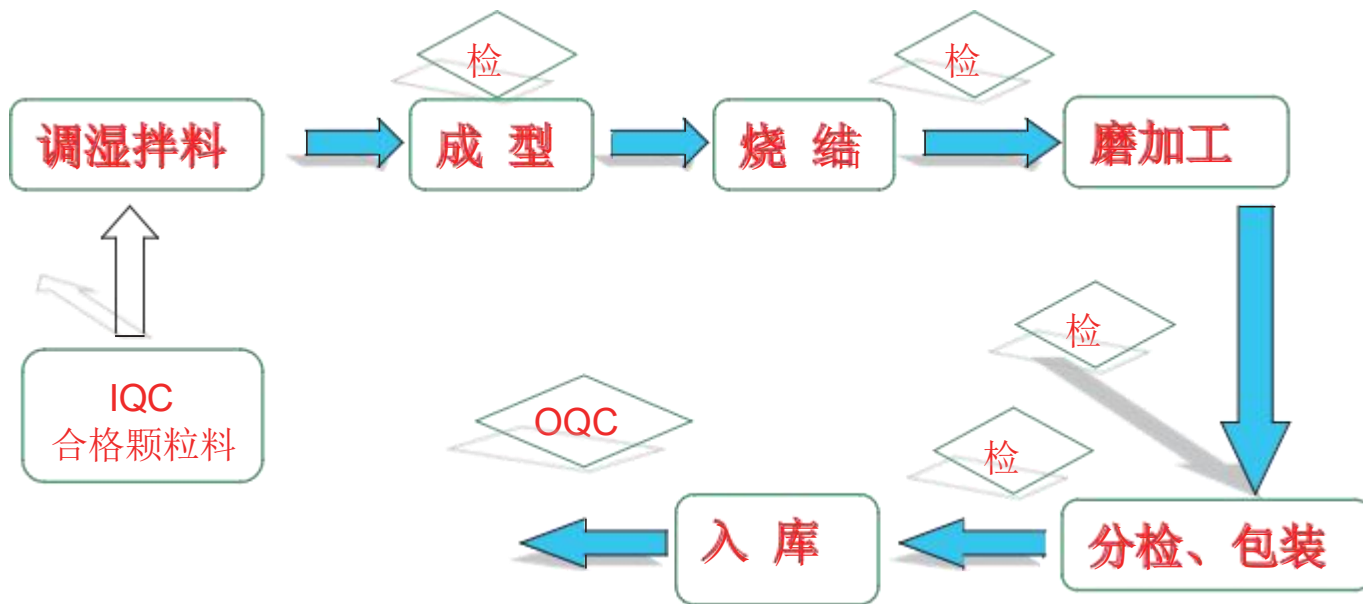 检
检
调湿拌料
成 型
烧 结
磨加工
检
IQC
合格颗粒料
OQC
检
入 库
分检、包装